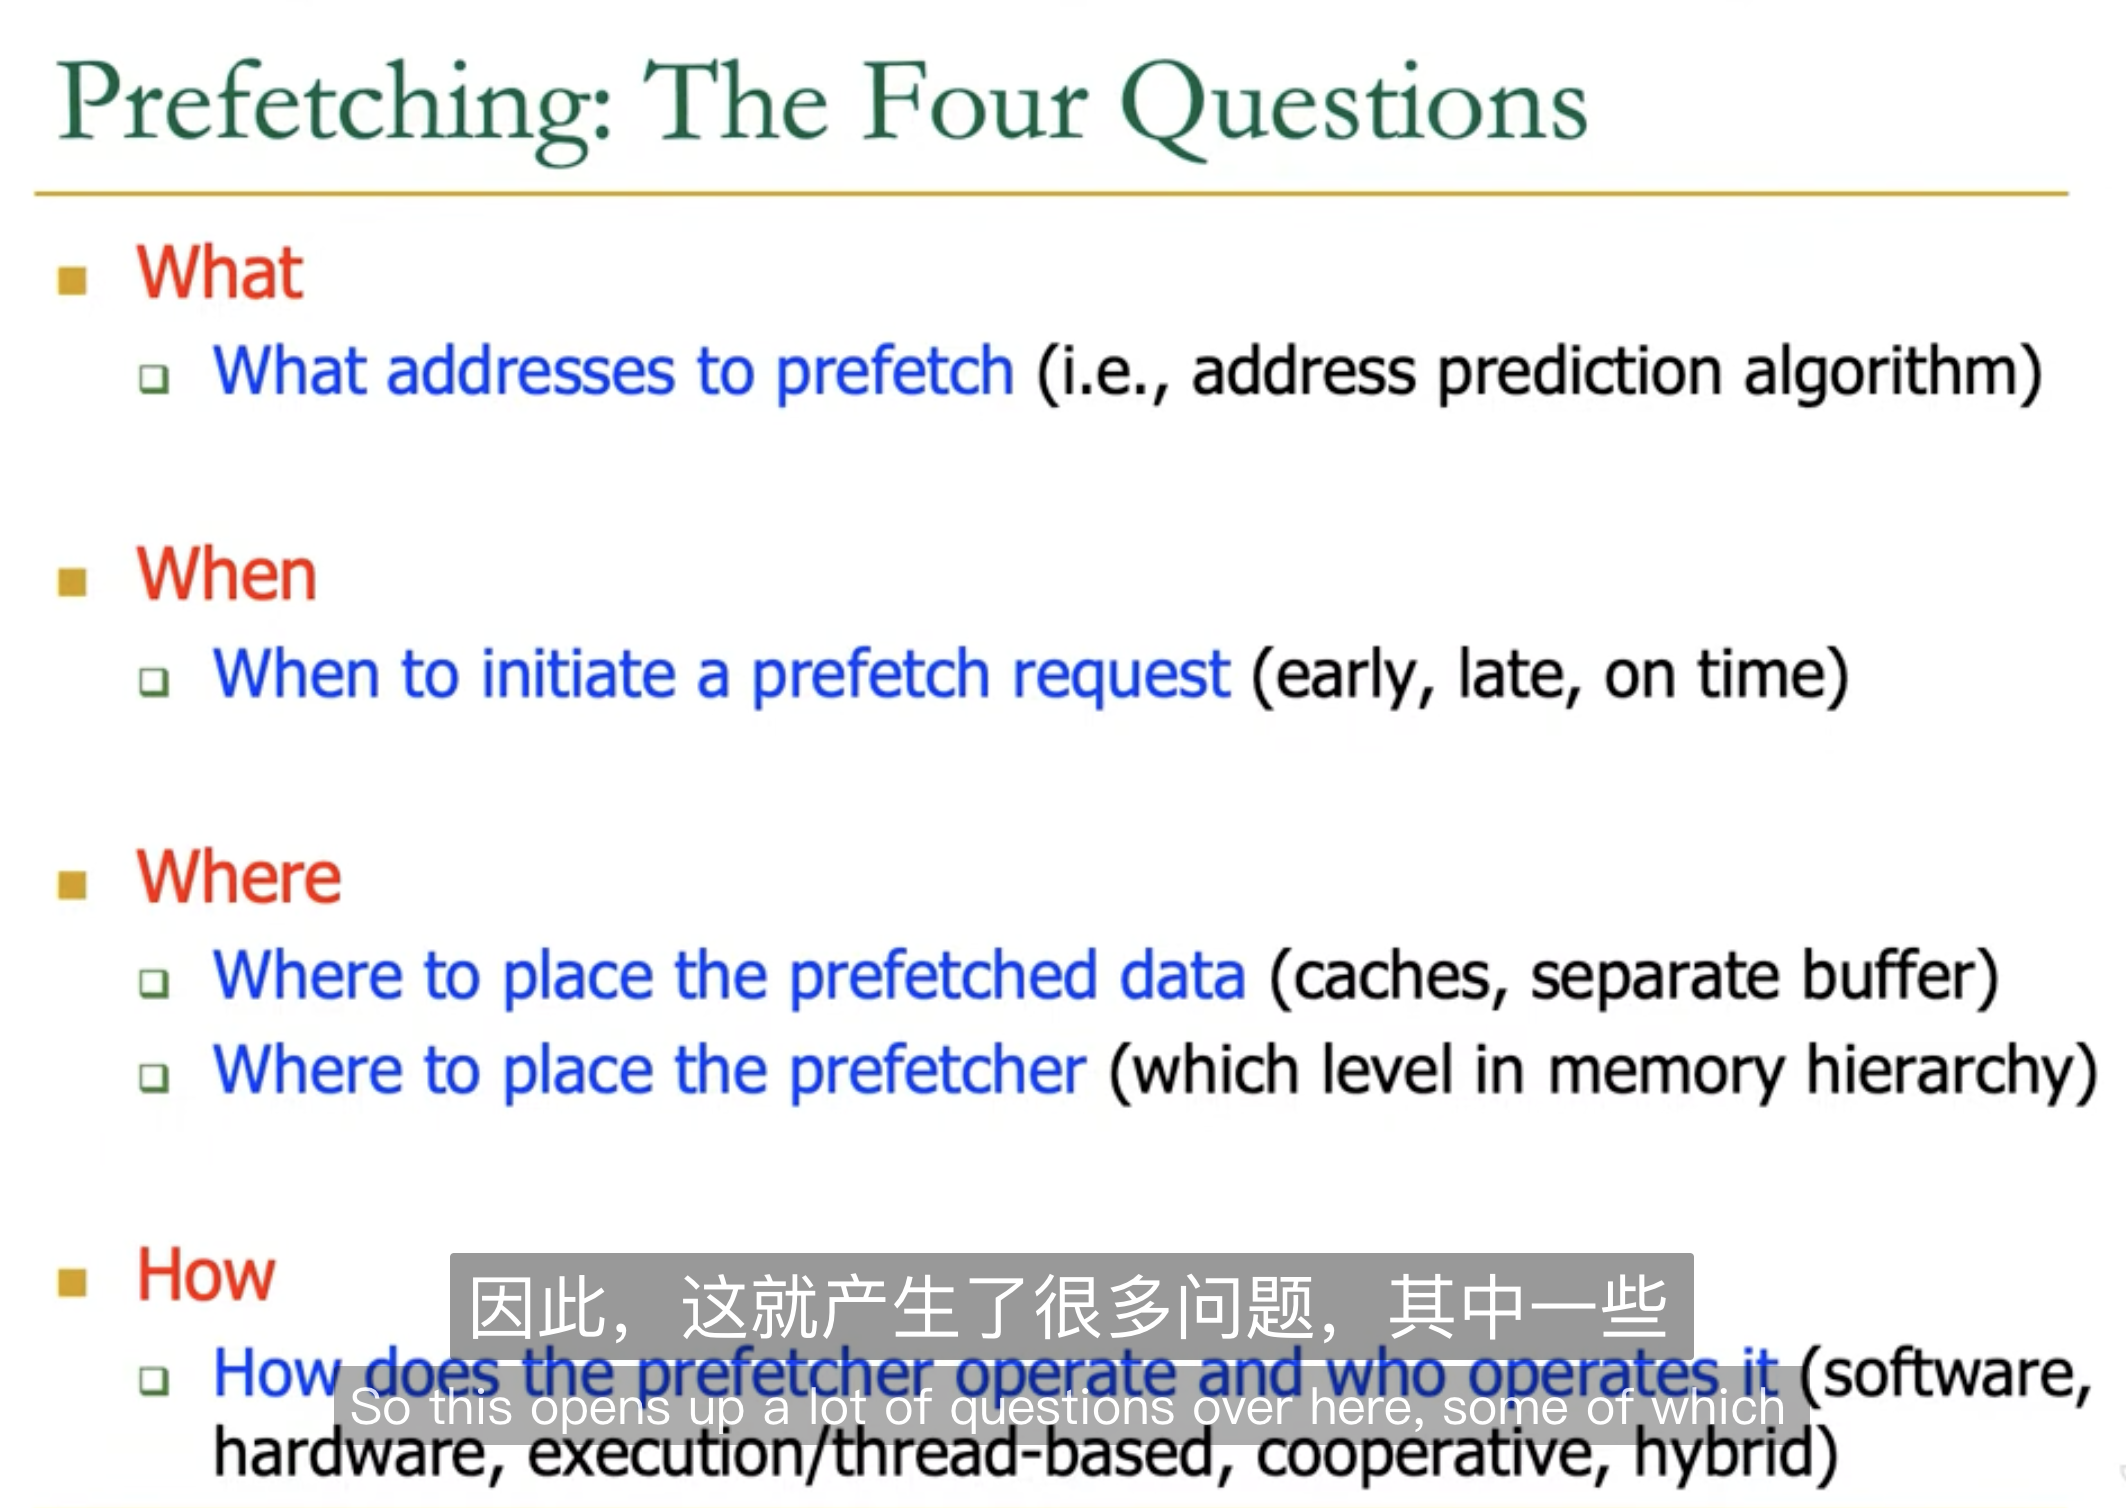 Prefetching: The Four Questions
What
What addresses to prefetch (i.e., address prediction algorithm)
When
When to initiate a prefetch request (early, late, on time)
Where
Where to place the prefetched data (caches, separate buffer)
Where to place the prefetcher (which level in memory hierarchy)
How
因此，这就产生了很多问题，其中一些
How does the prefetcher operate and who operates it (software,
So this opens up a lot of questions over here, some of which
hardware, execution/thread-based, cooperative, hybrid)